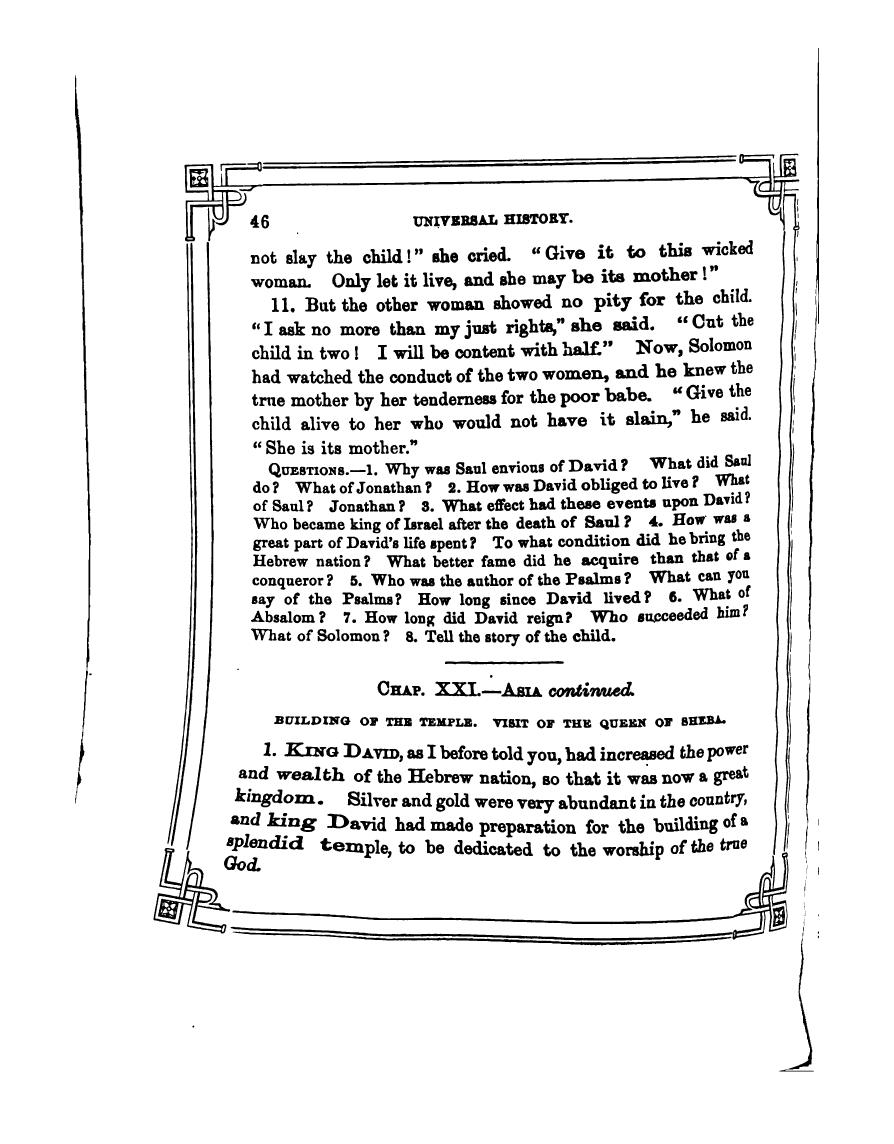 46 UNIVERSAL HISTORY.
not slay the child!" she cried. "Give it to this wicked
woman. Only let it live, and she may be its mother!"
11. But the other woman showed no pity for the child.
"I ask no more than my just rights," she said. "Cut the
child in two! I will be content with half." Now, Solomon
had watched the conduct of the two women, and he knew the
true mother by her tenderness for the poor babe. "Give the
child alive to her who would not have it slain," he said.
"She is its mother."
QUESTIONS.—1. Why was Saul envious of David? What did Saul
do? What of Jonathan? 2. How was David obliged to live? What
of Saul? Jonathan? 3. What effect had these events upon David?
Who became king of Israel after the death of Saul? 4. How was a
great part of David's life spent? To what condition did he bring the
Hebrew nation? What better fame did he acquire than that of a
conqueror? 5. Who was the author of the Psalms? What can you
say of the Psalms? How long since David lived? 6. What of
Absalom? 7. How long did David reign? Who succeeded him?
What of Solomon? 8. Tell the story of the child.
CHAP. XXI.—ASIA continued.
BUILDING OF THE TEMPLE. VISIT OF THE QUEEN OF SHEBA.
1. KING DAVID, as I before told you, had increased the power
and wealth of the Hebrew nation, so that it was now a great
kingdom. Silver and gold were very abundant in the country,
and king David had made preparation for the building of a
splendid temple, to be dedicated to the worship of the true
God.